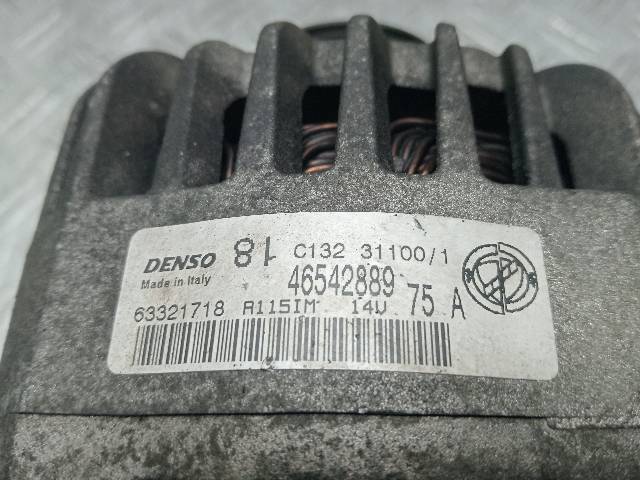 DENSO 81 C132 31100/1
Made in Italy 46542889
63321718 A115IM 14V 75 A